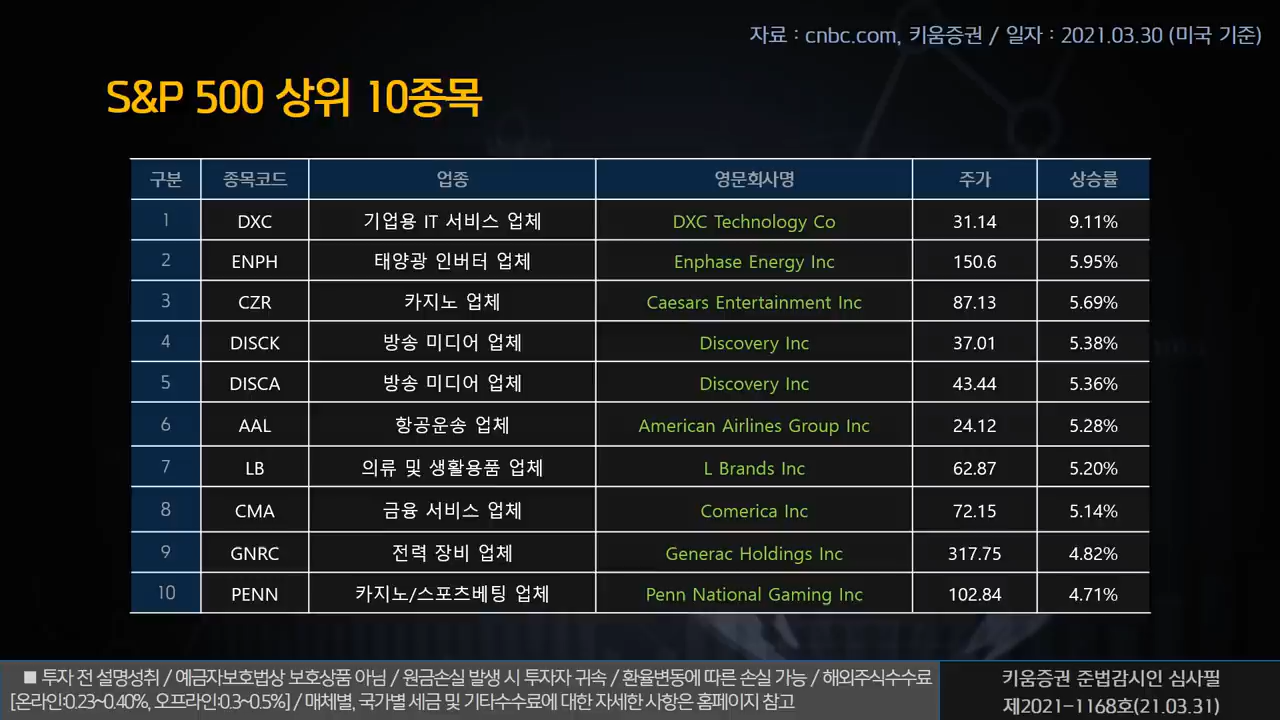 자료 : cnbc.com, 키움증권 / 일자 : 2021.03.30 (미국 기준)
S&P 500 상위 10종목
구분 종목코드 업종 영문회사명 주가 상승률
1 DXC 기업용 IT 서비스 업체 DXC Technology Co 31.14 9.11%
2 ENPH 태양광 인버터 업체 Enphase Energy Inc 150.6 5.95%
3 CZR 카지노 업체 Caesars Entertainment Inc 87.13 5.69%
4 DISCK 방송 미디어 업체 Discovery Inc 37.01 5.38%
5 DISCA 방송 미디어 업체 Discovery Inc 43.44 5.36%
6 AAL 항공운송 업체 American Airlines Group Inc 24.12 5.28%
7 LB 의류 및 생활용품 업체 L Brands Inc 62.87 5.20%
8 CMA 금융 서비스 업체 Comerica Inc 72.15 5.14%
9 GNRC 전력 장비 업체 Generac Holdings Inc 317.75 4.82%
10 PENN 카지노/스포츠베팅 업체 Penn National Gaming Inc 102.84 4.71%
■ 투자 전 설명성취 / 예금자보호법상 보호상품 아님 / 원금손실 발생 시 투자자 귀속 / 환율변동에 따른 손실 가능 / 해외주식수수료
[온라인:0.23~0.40%, 오프라인:0.3~0.5%] / 매체별, 국가별 세금 및 기타수수료에 대한 자세한 사항은 홈페이지 참고
키움증권 준법감시인 심사필
제2021-1168호(21.03.31)